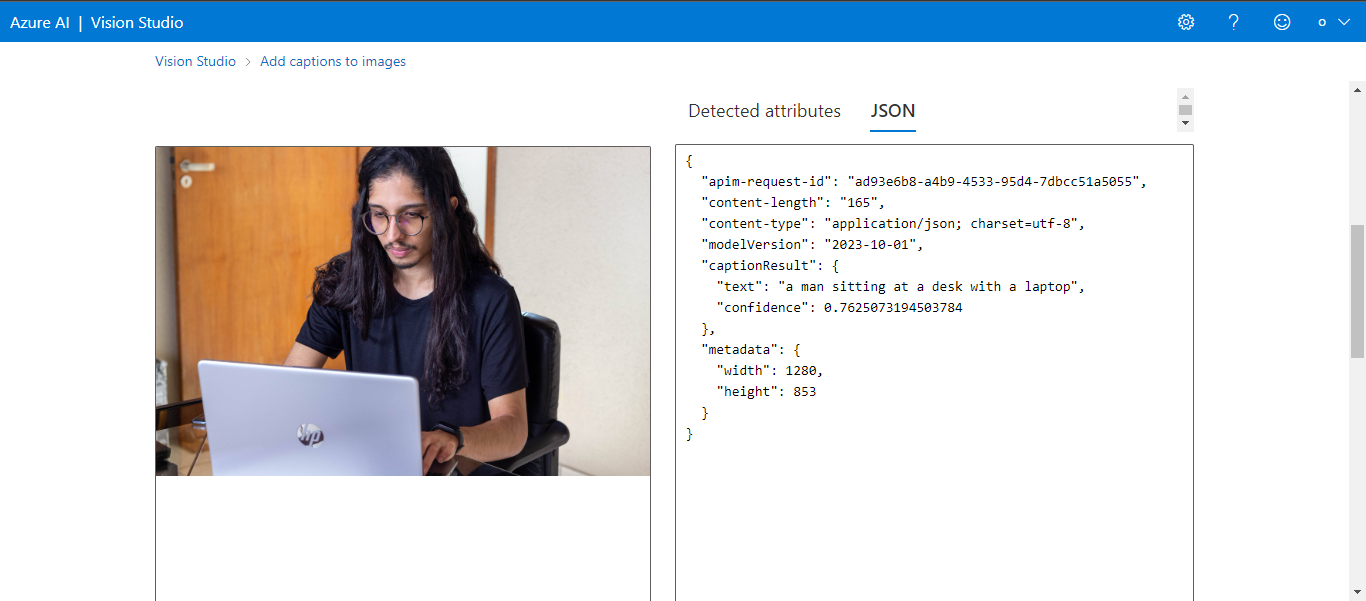 Azure AI | Vision Studio
Vision Studio > Add captions to images
Detected attributes JSON
hp
{
"apim-request-id": "ad93e6b8-a4b9-4533-95d4-7dbcc51a5055",
"content-length": "165",
"content-type": "application/json; charset=utf-8",
"modelVersion": "2023-10-01",
"captionResult": {
"text": "a man sitting at a desk with a laptop",
"confidence": 0.7625073194503784
},
"metadata": {
"width": 1280,
"height": 853
}
}